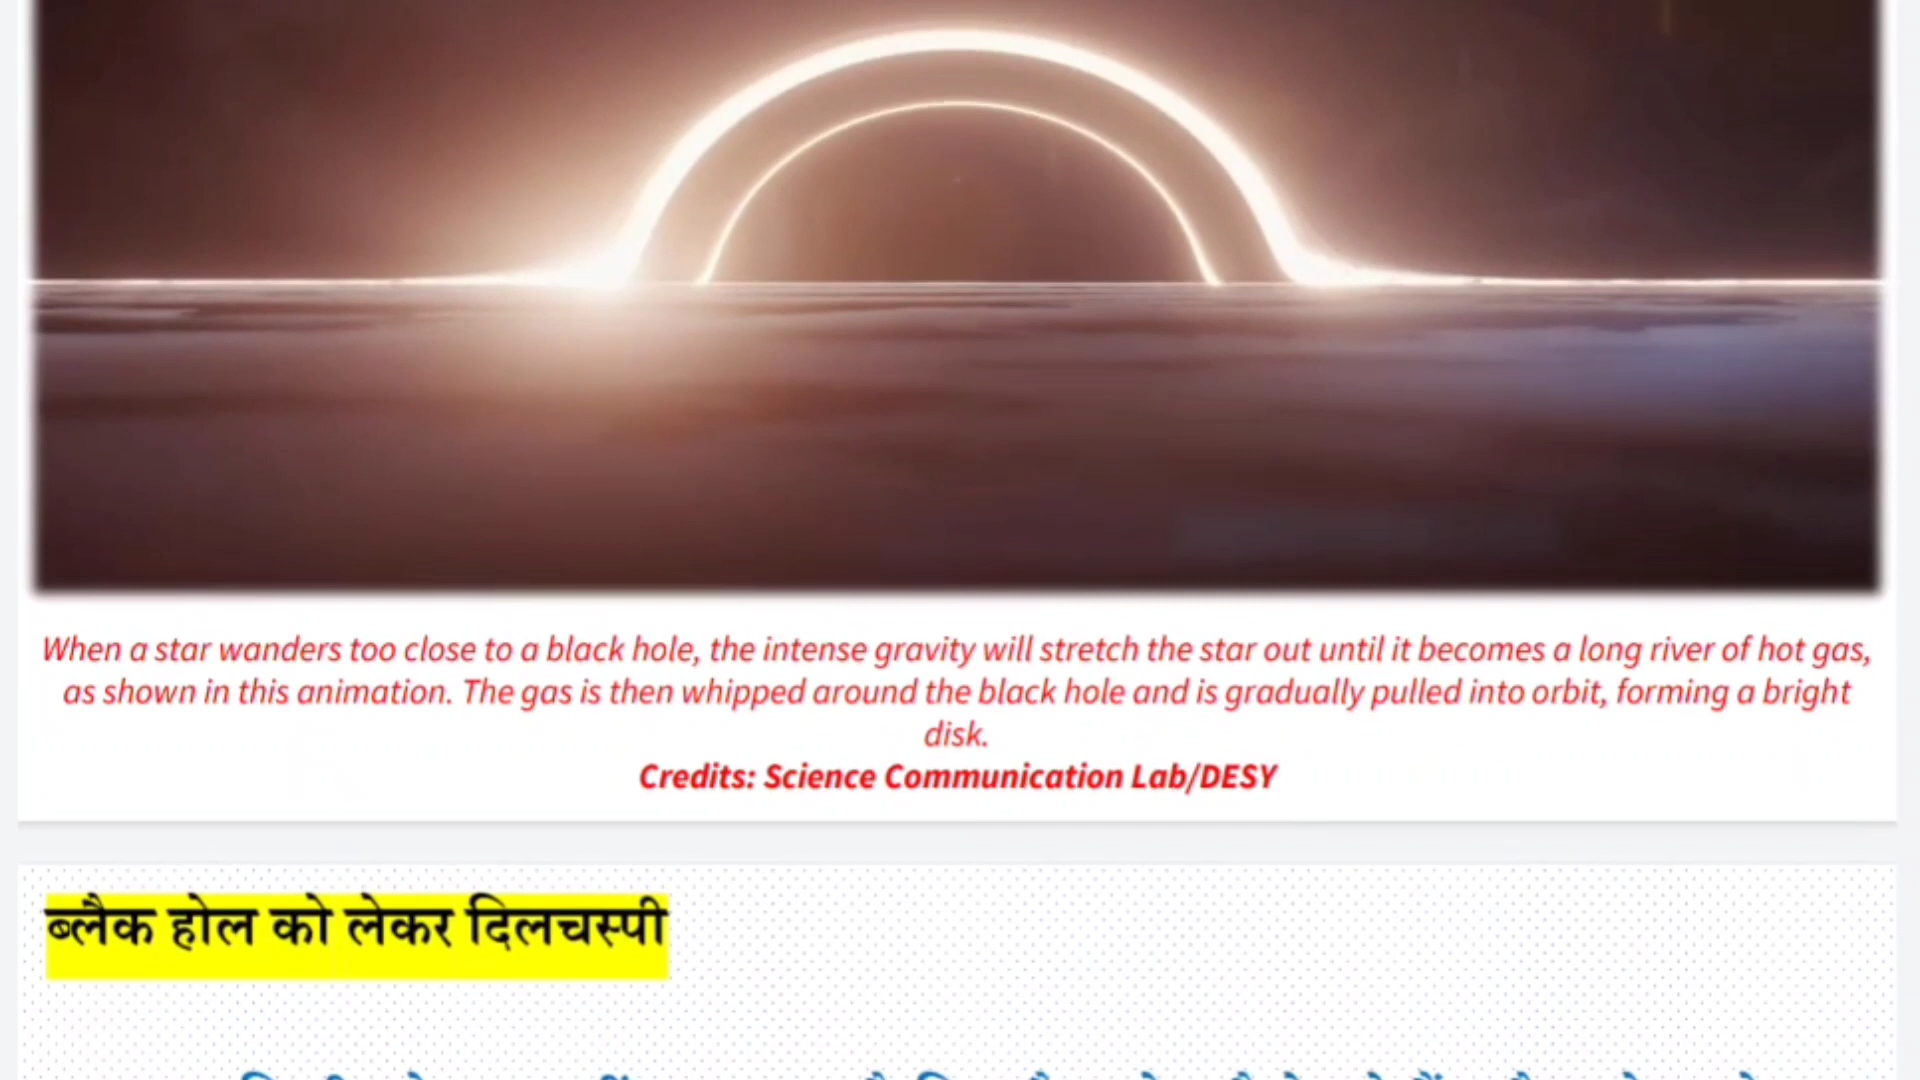 When a star wanders too close to a black hole, the intense gravity will stretch the star out until it becomes a long river of hot gas,
as shown in this animation. The gas is then whipped around the black hole and is gradually pulled into orbit, forming a bright
disk.
Credits: Science Communication Lab/DESY
ब्लैक होल को लेकर दिलचस्पी